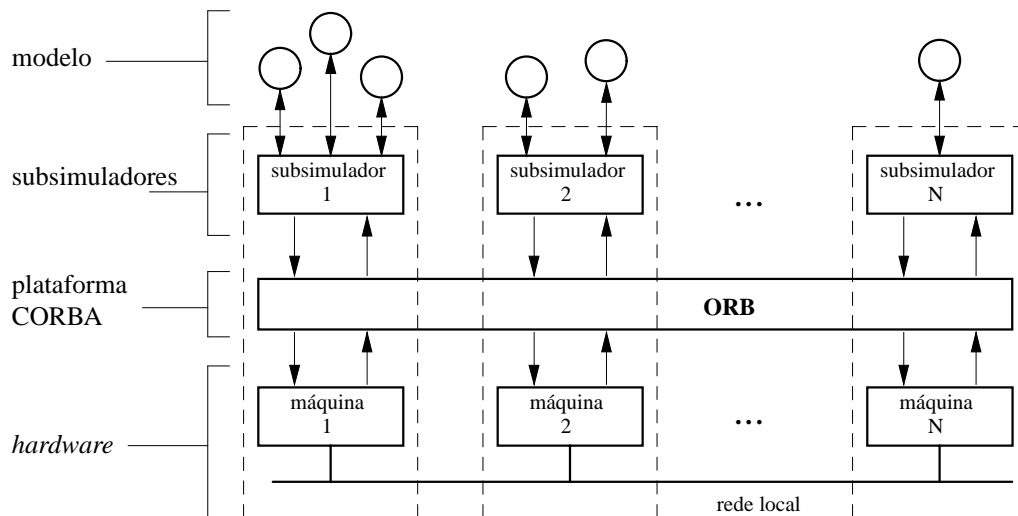 modelo
subsimuladores
subsimulador
1
subsimulador
2
...
subsimulador
N
plataforma
CORBA
ORB
hardware
máquina
1
máquina
2
...
máquina
N
rede local